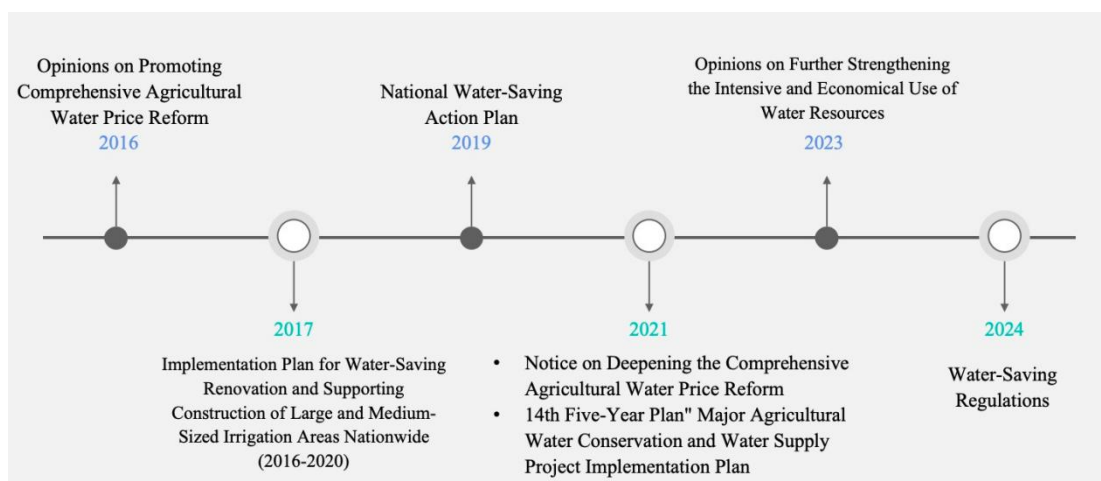 Opinions on Promoting
Comprehensive Agricultural
Water Price Reform
2016
National Water-Saving
Action Plan
2019
Opinions on Further Strengthening
the Intensive and Economical Use of
Water Resources
2023
2017
Implementation Plan for Water-Saving
Renovation and Supporting
Construction of Large and Medium-
Sized Irrigation Areas Nationwide
(2016-2020)
2021
• Notice on Deepening the Comprehensive
Agricultural Water Price Reform
• 14th Five-Year Plan" Major Agricultural
Water Conservation and Water Supply
Project Implementation Plan
2024
Water-Saving
Regulations